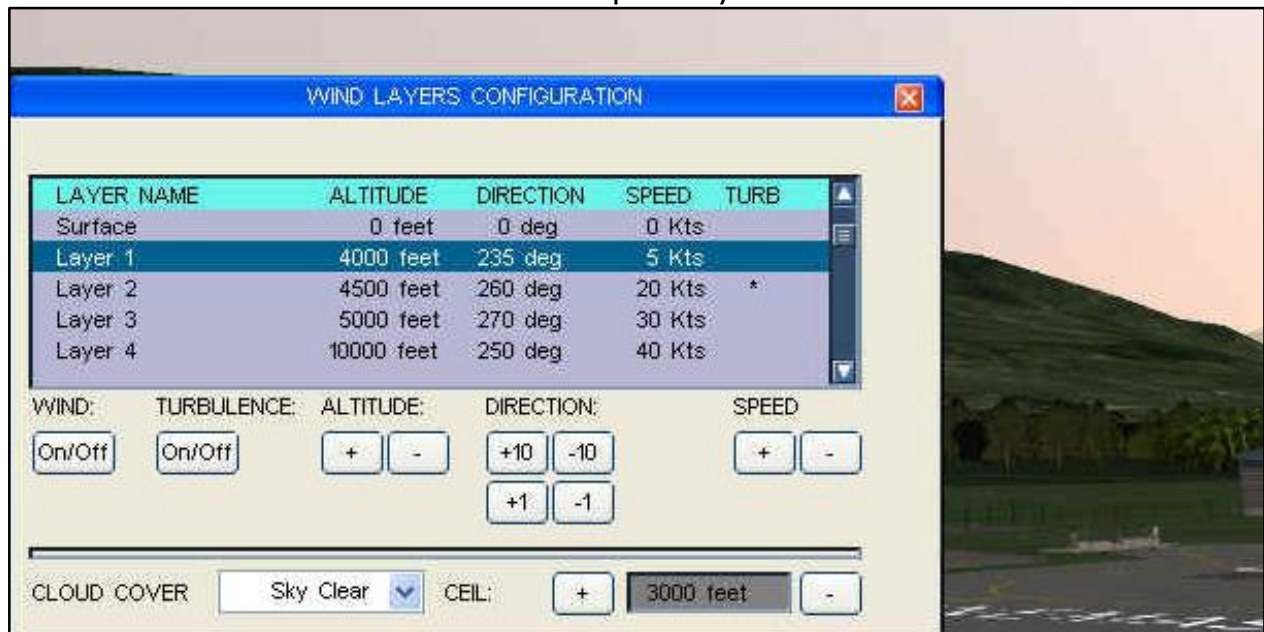 WIND LAYERS CONFIGURATION
LAYER NAME ALTITUDE DIRECTION SPEED TURB
Surface 0 feet 0 deg 0 Kts
Layer 1 4000 feet 235 deg 5 Kts
Layer 2 4500 feet 260 deg 20 Kts *
Layer 3 5000 feet 270 deg 30 Kts
Layer 4 10000 feet 250 deg 40 Kts
WIND: TURBULENCE: ALTITUDE: DIRECTION: SPEED
On/Off On/Off + - +10 -10 + -
+1 -1
CLOUD COVER Sky Clear CEIL: + 3000 feet -